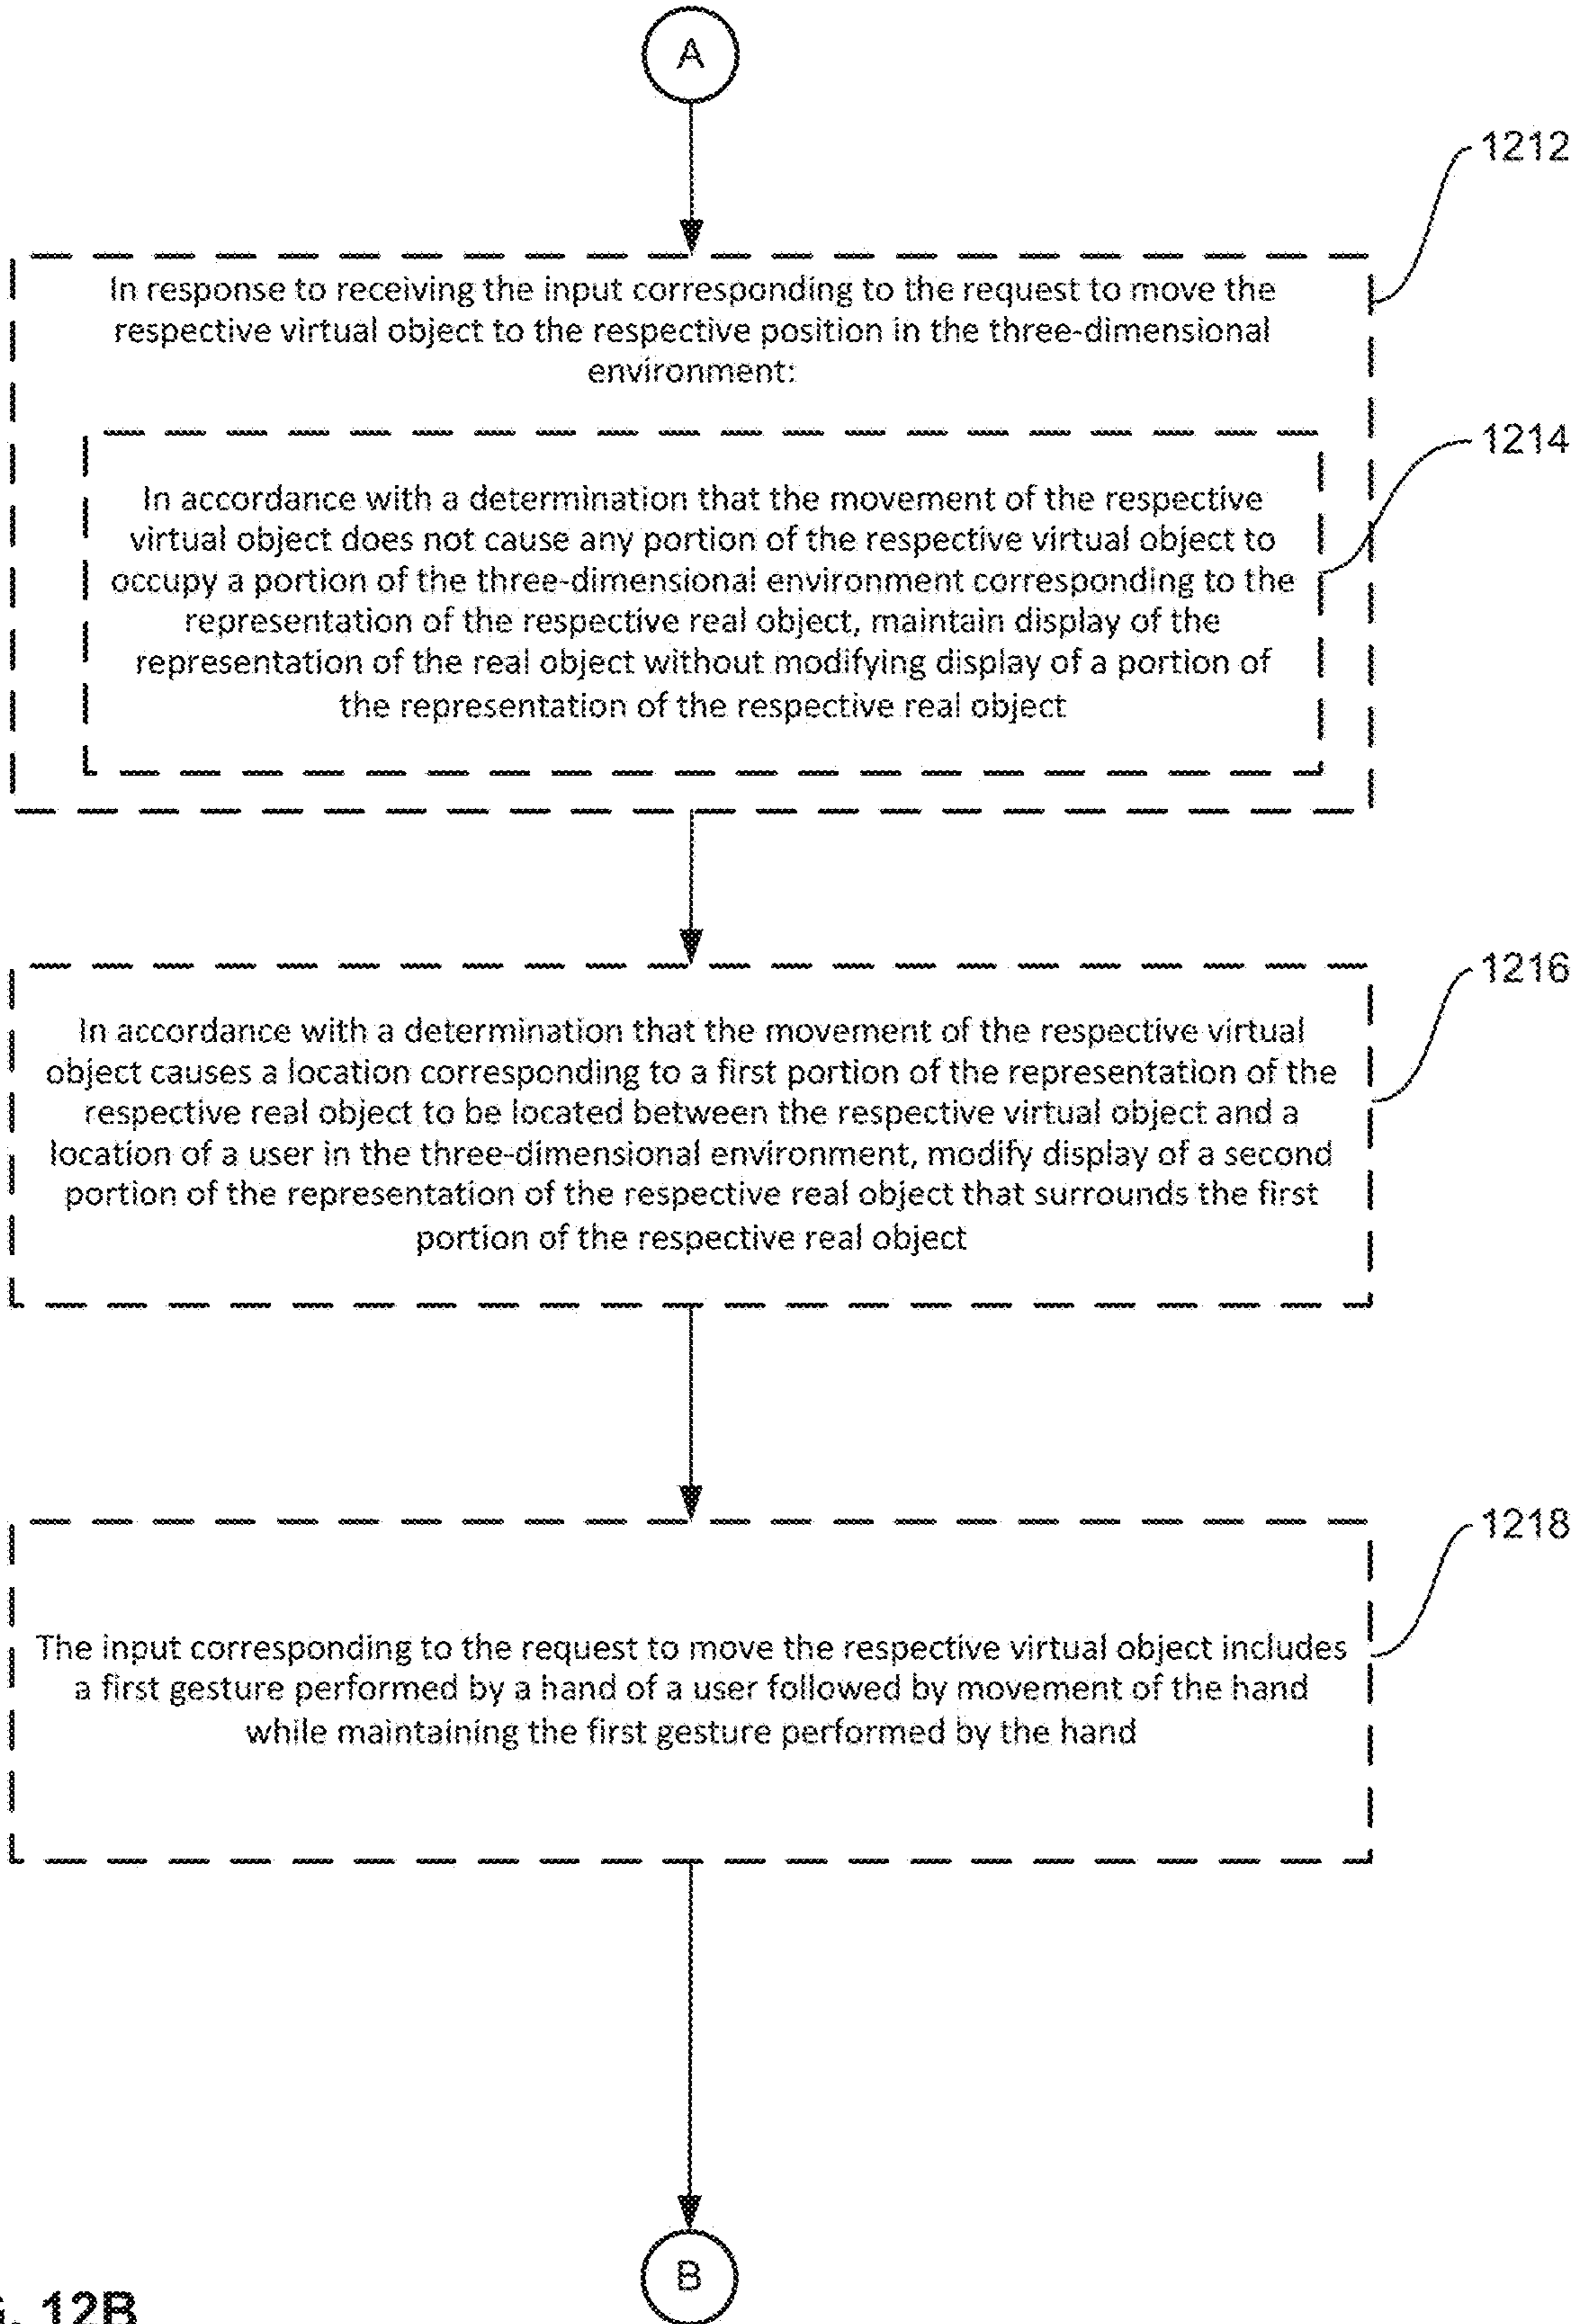 A
1212
In response to receiving the input corresponding to the request to move the
respective virtual object to the respective position in the three-dimensional
environment:
1214
In accordance with a determination that the movement of the respective
virtual object does not cause any portion of the respective virtual object to
occupy a portion of the three-dimensional environment corresponding to the
representation of the respective real object, maintain display of the
representation of the real object without modifying display of a portion of
the representation of the respective real object
1216
In accordance with a determination that the movement of the respective virtual
object causes a location corresponding to a first portion of the representation of the
respective real object to be located between the respective virtual object and a
location of a user in the three-dimensional environment, modify display of a second
portion of the representation of the respective real object that surrounds the first
portion of the respective real object
1218
The input corresponding to the request to move the respective virtual object includes
a first gesture performed by a hand of a user followed by movement of the hand
while maintaining the first gesture performed by the hand
B
12B